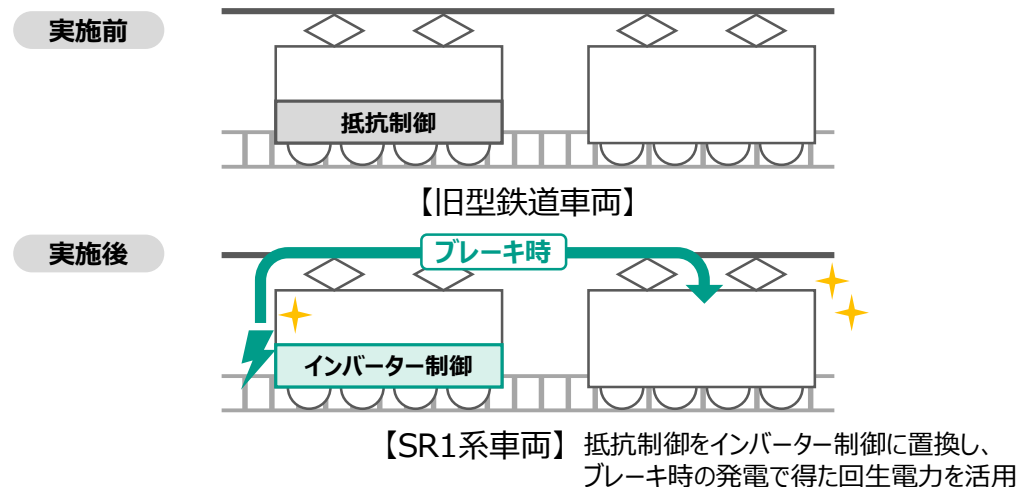 実施前
抵抗制御
【旧型鉄道車両】
実施後
ブレーキ時
インバーター制御
【SR1系車両】
抵抗制御をインバーター制御に置換し、
ブレーキ時の発電で得た回生電力を活用